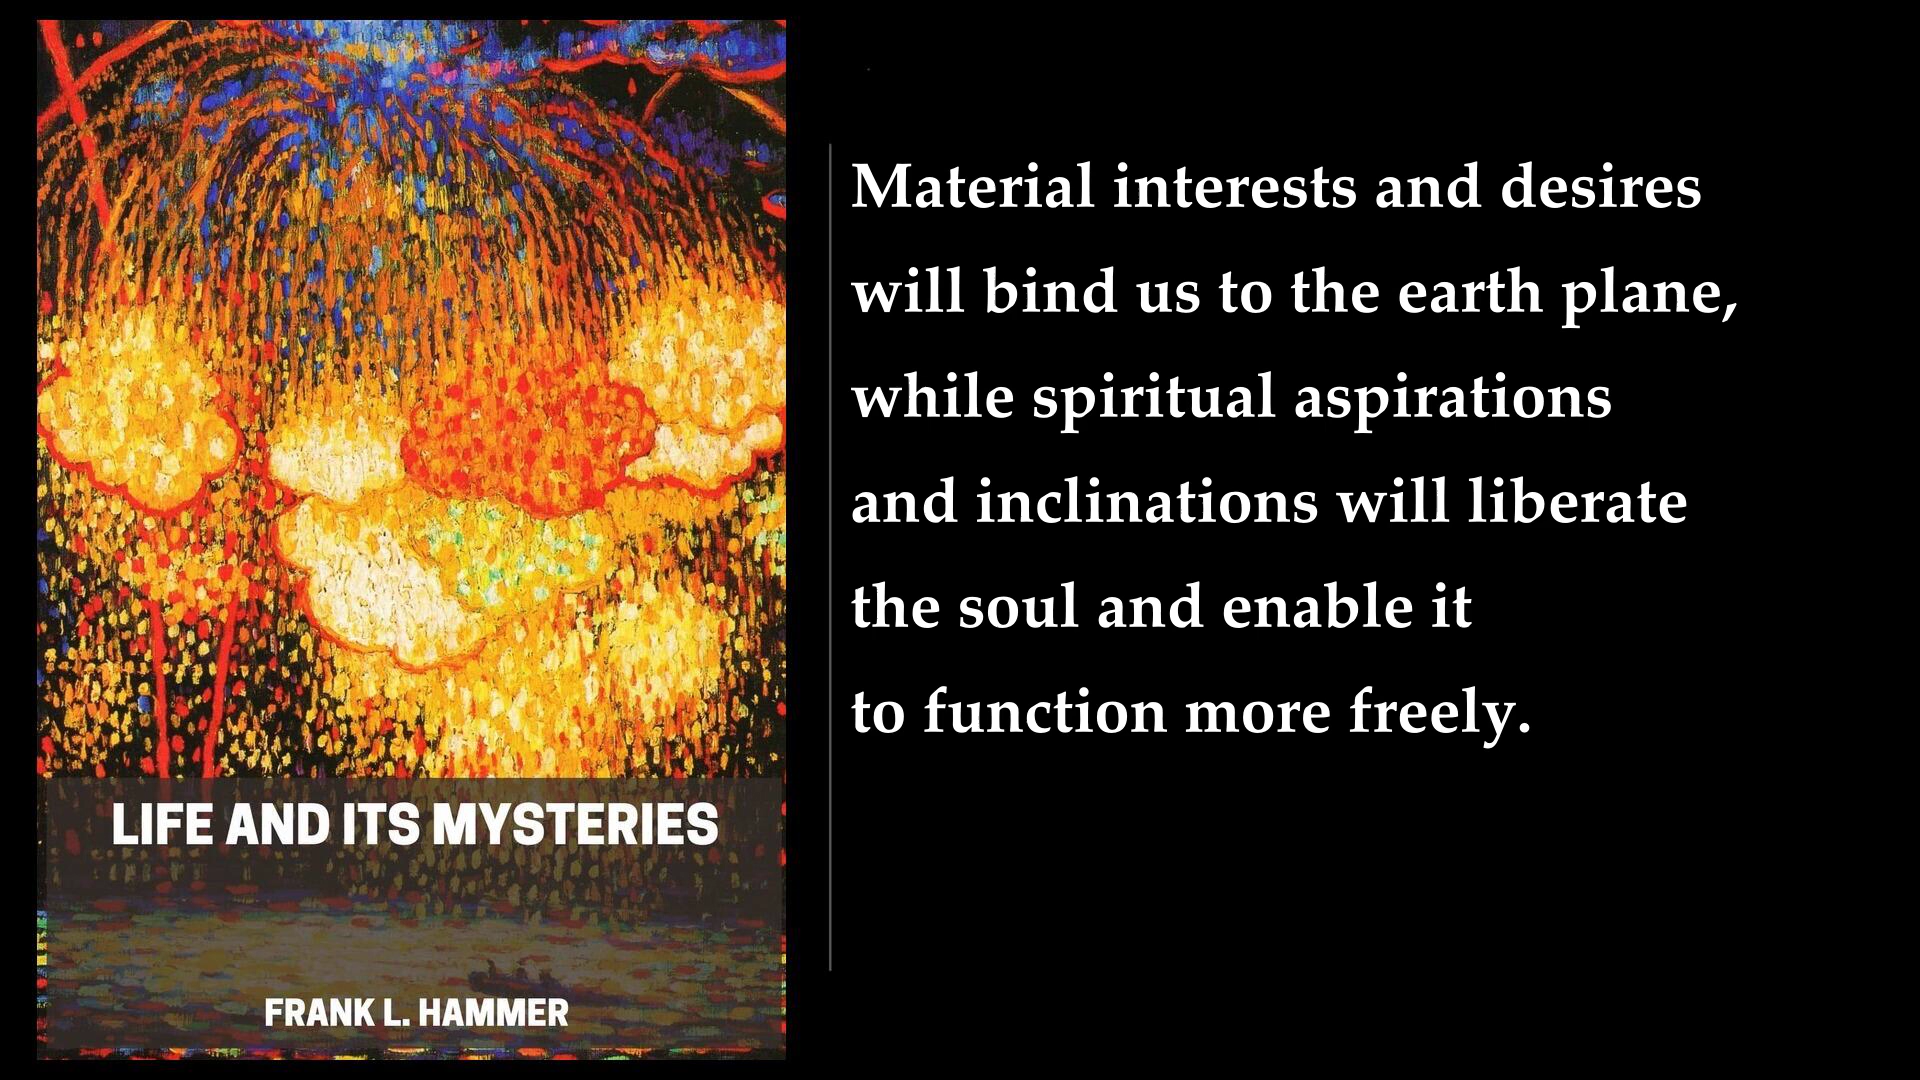 LIFE AND ITS MYSTERIES
FRANK L. HAMMER
Material interests and desires
will bind us to the earth plane,
while spiritual aspirations
and inclinations will liberate
the soul and enable it
to function more freely.